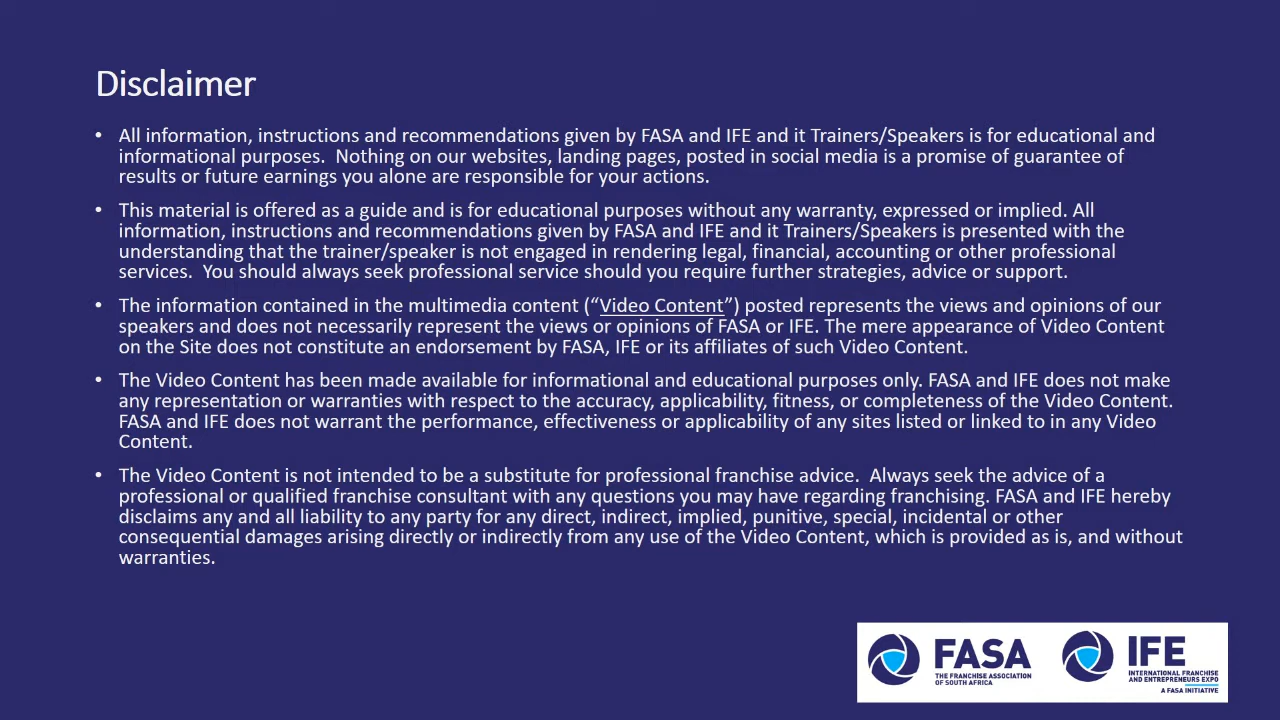 Disclaimer
• All information, instructions and recommendations given by FASA and IFE and it Trainers/Speakers is for educational and
informational purposes.  Nothing on our websites, landing pages, posted in social media is a promise of guarantee of
results or future earnings you alone are responsible for your actions.
• This material is offered as a guide and is for educational purposes without any warranty, expressed or implied. All
information, instructions and recommendations given by FASA and IFE and it Trainers/Speakers is presented with the
understanding that the trainer/speaker is not engaged in rendering legal, financial, accounting or other professional
services.  You should always seek professional service should you require further strategies, advice or support.
• The information contained in the multimedia content (“Video Content”) posted represents the views and opinions of our
speakers and does not necessarily represent the views or opinions of FASA or IFE. The mere appearance of Video Content
on the Site does not constitute an endorsement by FASA, IFE or its affiliates of such Video Content.
• The Video Content has been made available for informational and educational purposes only. FASA and IFE does not make
any representation or warranties with respect to the accuracy, applicability, fitness, or completeness of the Video Content.
FASA and IFE does not warrant the performance, effectiveness or applicability of any sites listed or linked to in any Video
Content.
• The Video Content is not intended to be a substitute for professional franchise advice.  Always seek the advice of a
professional or qualified franchise consultant with any questions you may have regarding franchising. FASA and IFE hereby
disclaims any and all liability to any party for any direct, indirect, implied, punitive, special, incidental or other
consequential damages arising directly or indirectly from any use of the Video Content, which is provided as is, and without
warranties.
FASA
THE FRANCHISE ASSOCIATION
OF SOUTH AFRICA
IFE
INTERNATIONAL FRANCHISE
AND ENTREPRENEURS EXPO
A FASA INITIATIVE